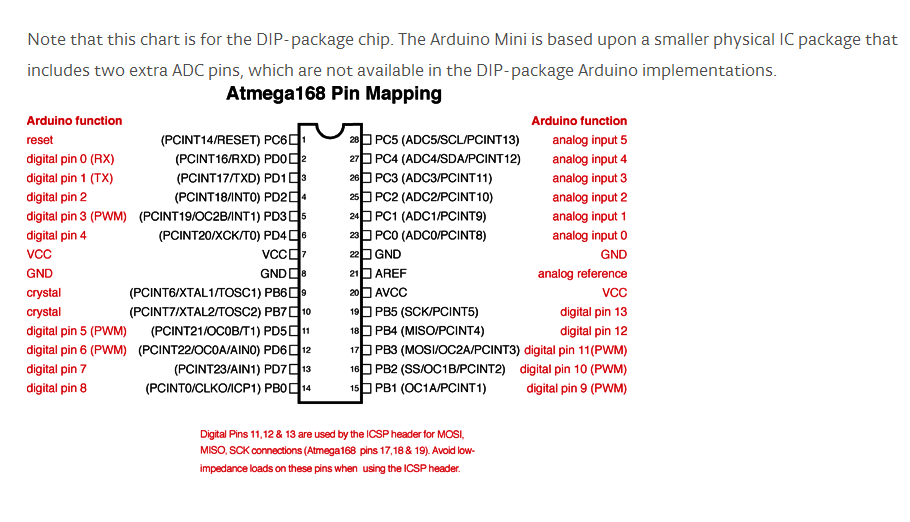 Note that this chart is for the DIP-package chip. The Arduino Mini is based upon a smaller physical IC package that
includes two extra ADC pins, which are not available in the DIP-package Arduino implementations.
Atmega168 Pin Mapping
Arduino function Arduino function
reset (PCINT14/RESET) PC6 1 28 PC5 (ADC5/SCL/PCINT13) analog input 5
digital pin 0 (RX) (PCINT16/RXD) PD0 2 27 PC4 (ADC4/SDA/PCINT12) analog input 4
digital pin 1 (TX) (PCINT17/TXD) PD1 3 26 PC3 (ADC3/PCINT11) analog input 3
digital pin 2 (PCINT18/INT0) PD2 4 25 PC2 (ADC2/PCINT10) analog input 2
digital pin 3 (PWM) (PCINT19/OC2B/INT1) PD3 5 24 PC1 (ADC1/PCINT9) analog input 1
digital pin 4 (PCINT20/XCK/T0) PD4 6 23 PC0 (ADC0/PCINT8) analog input 0
VCC VCC 7 22 GND GND
GND GND 8 21 AREF analog reference
crystal (PCINT6/XTAL1/TOSC1) PB6 9 20 AVCC VCC
crystal (PCINT7/XTAL2/TOSC2) PB7 10 19 PB5 (SCK/PCINT5) digital pin 13
digital pin 5 (PWM) (PCINT21/OC0B/T1) PD5 11 18 PB4 (MISO/PCINT4) digital pin 12
digital pin 6 (PWM) (PCINT22/OC0A/AIN0) PD6 12 17 PB3 (MOSI/OC2A/PCINT3) digital pin 11(PWM)
digital pin 7 (PCINT23/AIN1) PD7 13 16 PB2 (SS/OC1B/PCINT2) digital pin 10 (PWM)
digital pin 8 (PCINT0/CLKO/ICP1) PB0 14 15 PB1 (OC1A/PCINT1) digital pin 9 (PWM)
Digital Pins 11,12 & 13 are used by the ICSP header for MOSI,
MISO, SCK connections (Atmega168 pins 17,18 & 19). Avoid low-
impedance loads on these pins when using the ICSP header.